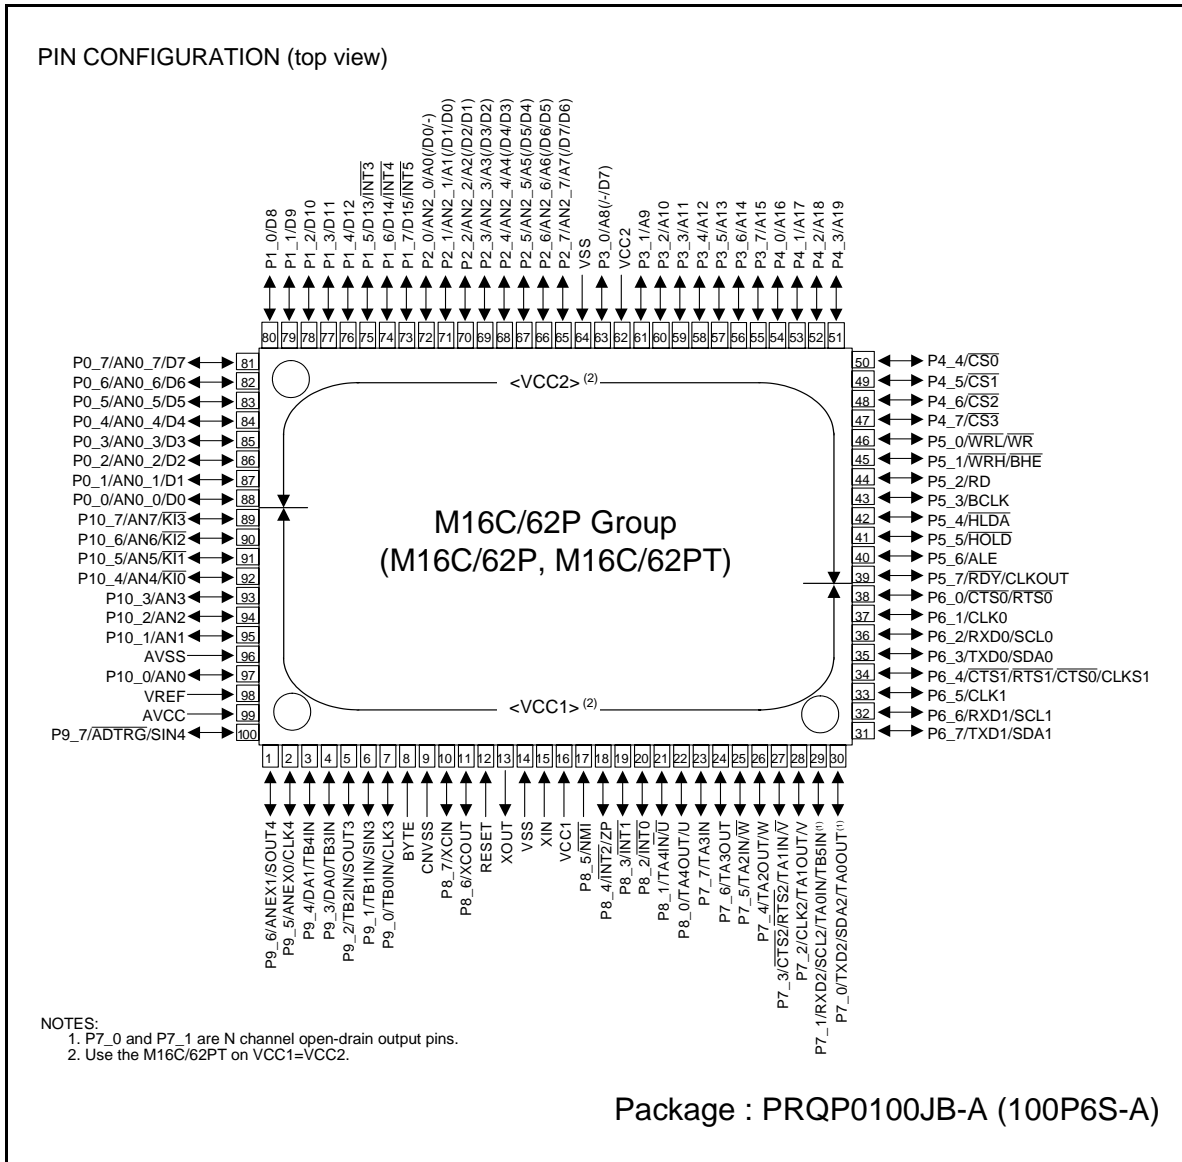 PIN CONFIGURATION (top view)
P1_0/D8
P1_1/D9
P1_2/D10
P1_3/D11
P1_4/D12
P1_5/D13/INT3
P1_6/D14/INT4
P1_7/D15/INT5
P2_0/AN2_0/A0(/D0/-)
P2_1/AN2_1/A1(/D1/D0)
P2_2/AN2_2/A2(/D2/D1)
P2_3/AN2_3/A3(/D3/D2)
P2_4/AN2_4/A4(/D4/D3)
P2_5/AN2_5/A5(/D5/D4)
P2_6/AN2_6/A6(/D6/D5)
P2_7/AN2_7/A7(/D7/D6)
VSS
P3_0/A8(/-/D7)
VCC2
P3_1/A9
P3_2/A10
P3_3/A11
P3_4/A12
P3_5/A13
P3_6/A14
P3_7/A15
P4_0/A16
P4_1/A17
P4_2/A18
P4_3/A19
80 79 78 77 76 75 74 73 72 71 70 69 68 67 66 65 64 63 62 61 60 59 58 57 56 55 54 53 52 51
P0_7/AN0_7/D7 81
P0_6/AN0_6/D6 82
P0_5/AN0_5/D5 83
P0_4/AN0_4/D4 84
P0_3/AN0_3/D3 85
P0_2/AN0_2/D2 86
P0_1/AN0_1/D1 87
P0_0/AN0_0/D0 88
P10_7/AN7/KI3 89
P10_6/AN6/KI2 90
P10_5/AN5/KI1 91
P10_4/AN4/KI0 92
P10_3/AN3 93
P10_2/AN2 94
P10_1/AN1 95
AVSS 96
P10_0/AN0 97
VREF 98
AVCC 99
P9_7/ADTRG/SIN4 100
<VCC2> (2)
M16C/62P Group
(M16C/62P, M16C/62PT)
<VCC1> (2)
50 P4_4/CS0
49 P4_5/CS1
48 P4_6/CS2
47 P4_7/CS3
46 P5_0/WRL/WR
45 P5_1/WRH/BHE
44 P5_2/RD
43 P5_3/BCLK
42 P5_4/HLDA
41 P5_5/HOLD
40 P5_6/ALE
39 P5_7/RDY/CLKOUT
38 P6_0/CTS0/RTS0
37 P6_1/CLK0
36 P6_2/RXD0/SCL0
35 P6_3/TXD0/SDA0
34 P6_4/CTS1/RTS1/CTS0/CLKS1
33 P6_5/CLK1
32 P6_6/RXD1/SCL1
31 P6_7/TXD1/SDA1
1 2 3 4 5 6 7 8 9 10 11 12 13 14 15 16 17 18 19 20 21 22 23 24 25 26 27 28 29 30
P9_6/ANEX1/SOUT4
P9_5/ANEX0/CLK4
P9_4/DA1/TB4IN
P9_3/DA0/TB3IN
P9_2/TB2IN/SOUT3
P9_1/TB1IN/SIN3
P9_0/TB0IN/CLK3
BYTE
CNVSS
P8_7/XCIN
P8_6/XCOUT
RESET
XOUT
VSS
XIN
VCC1
P8_5/NMI
P8_4/INT2/ZP
P8_3/INT1
P8_2/INT0
P8_1/TA4IN/U
P8_0/TA4OUT/U
P7_7/TA3IN
P7_6/TA3OUT
P7_5/TA2IN/W
P7_4/TA2OUT/W
P7_3/CTS2/RTS2/TA1IN/V
P7_2/CLK2/TA1OUT/V
P7_1/RXD2/SCL2/TA0IN/TB5IN(1)
P7_0/TXD2/SDA2/TA0OUT(1)
NOTES:
1. P7_0 and P7_1 are N channel open-drain output pins.
2. Use the M16C/62PT on VCC1=VCC2.
Package : PRQP0100JB-A (100P6S-A)